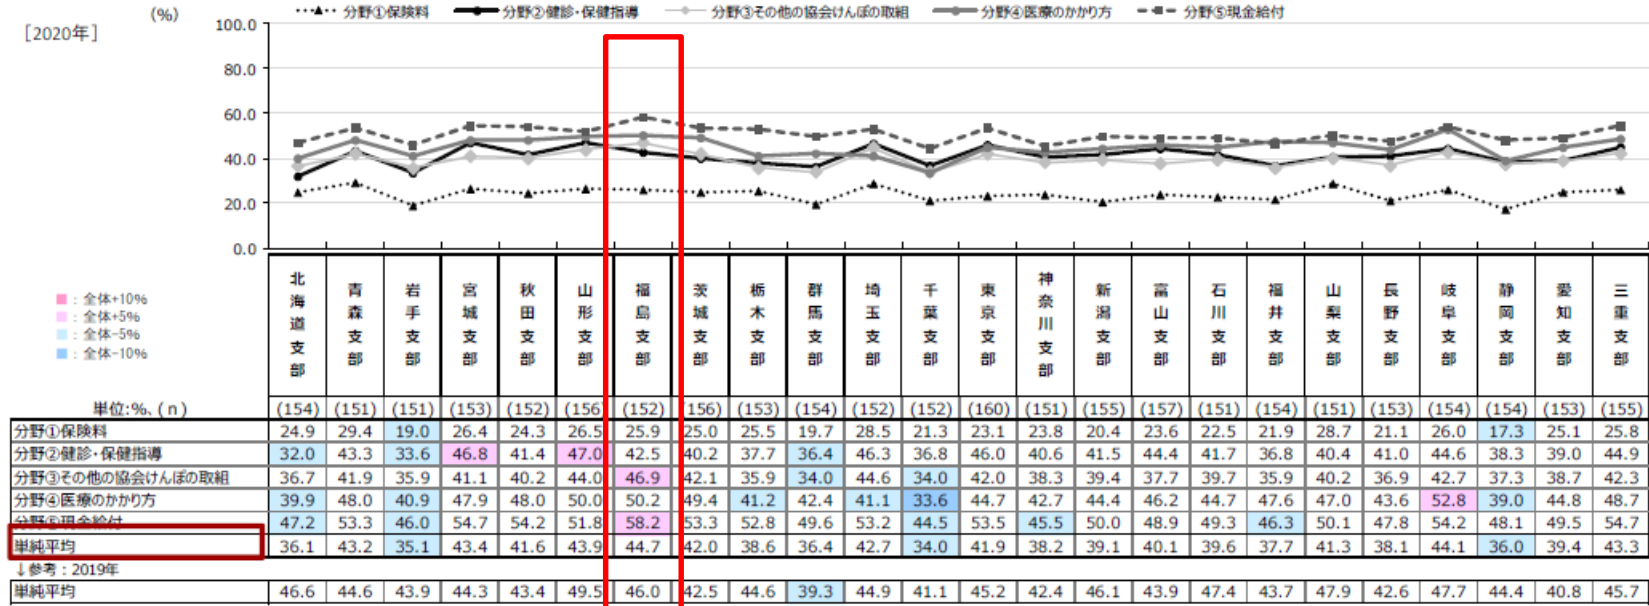 (%)
分野①保険料 分野②健診・保健指導 分野③その他の協会けんぽの取組 分野④医療のかかり方 分野⑤現金給付
[2020年]
100.0
80.0
60.0
40.0
20.0
0.0
北海道支部 青森支部 岩手支部 宮城支部 秋田支部 山形支部 福島支部 茨城支部 栃木支部 群馬支部 埼玉支部 千葉支部 東京支部 神奈川支部 新潟支部 富山支部 石川支部 福井支部 山梨支部 長野支部 岐阜支部 静岡支部 愛知支部 三重支部
:全体+10%
:全体+5%
:全体-5%
:全体-10%
単位:%、(n) (154) (151) (151) (153) (152) (156) (152) (156) (153) (154) (152) (152) (160) (151) (155) (157) (151) (154) (151) (153) (154) (154) (153) (155)
分野①保険料 24.9 29.4 19.0 26.4 24.3 26.5 25.9 25.0 25.5 19.7 28.5 21.3 23.1 23.8 20.4 23.6 22.5 21.9 28.7 21.1 26.0 17.3 25.1 25.8
分野②健診・保健指導 32.0 43.3 33.6 46.8 41.4 47.0 42.5 40.2 37.7 36.4 46.3 36.8 46.0 40.6 41.5 44.4 41.7 36.8 40.4 41.0 44.6 38.3 39.0 44.9
分野③その他の協会けんぽの取組 36.7 41.9 35.9 41.1 40.2 44.0 46.9 42.1 35.9 34.0 44.6 34.0 42.0 38.3 39.4 37.7 39.7 35.9 40.2 36.9 42.7 37.3 38.7 42.3
分野④医療のかかり方 39.9 48.0 40.9 47.9 48.0 50.0 50.2 49.4 41.2 42.4 41.1 33.6 44.7 42.7 44.4 46.2 44.7 47.6 47.0 43.6 52.8 39.0 44.8 48.7
分野⑤現金給付 47.2 53.3 46.0 54.7 54.2 51.8 58.2 53.3 52.8 49.6 53.2 44.5 53.5 45.5 50.0 48.9 49.3 46.3 50.1 47.8 54.2 48.1 49.5 54.7
単純平均 36.1 43.2 35.1 43.4 41.6 43.9 44.7 42.0 38.6 36.4 42.7 34.0 41.9 38.2 39.1 40.1 39.6 37.7 41.3 38.1 44.1 36.0 39.4 43.3
↓参考:2019年
単純平均 46.6 44.6 43.9 44.3 43.4 49.5 46.0 42.5 44.6 39.3 44.9 41.1 45.2 42.4 46.1 43.9 47.4 43.7 47.9 42.6 47.7 44.4 40.8 45.7